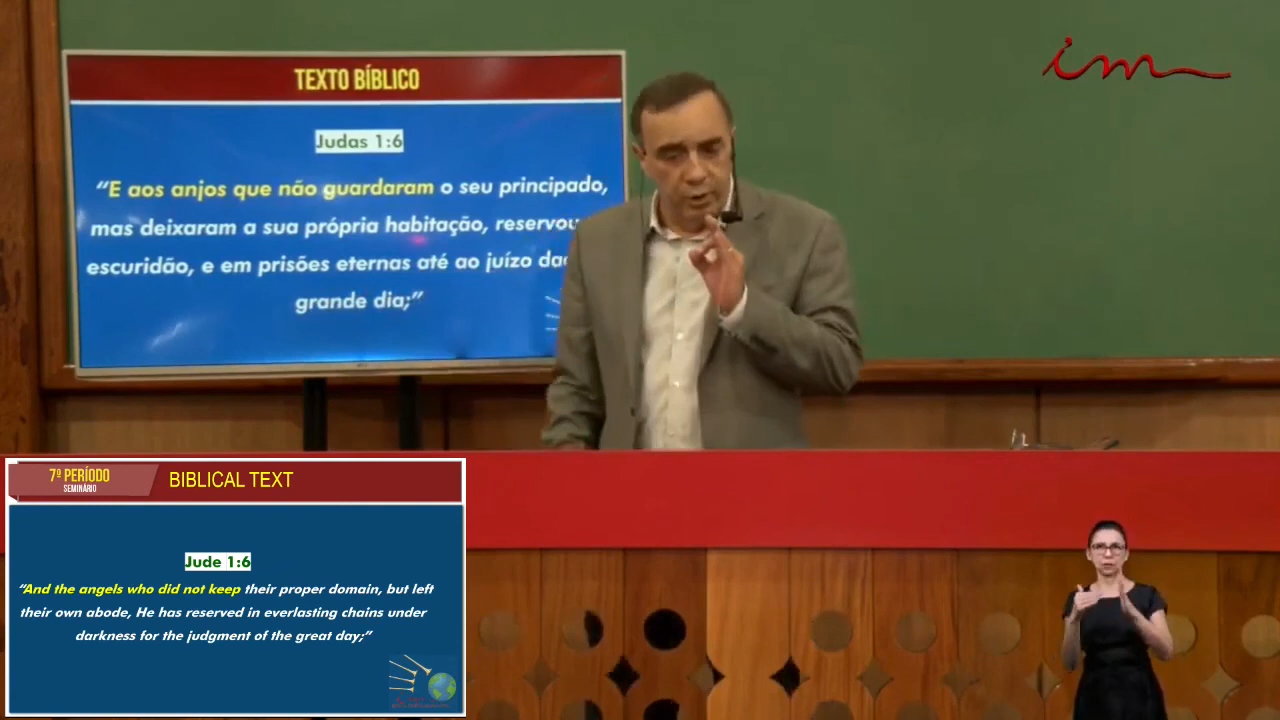 TEXTO BÍBLICO
Judas 1:6
“E aos anjos que não guardaram o seu principado,
mas deixaram a sua própria habitação, reservou
escuridão, e em prisões eternas até ao juízo
grande dia;”
im
7º PERÍODO
SEMINÁRIO
BIBLICAL TEXT
Jude 1:6
“And the angels who did not keep their proper domain, but left
their own abode, He has reserved in everlasting chains under
darkness for the judgment of the great day;”